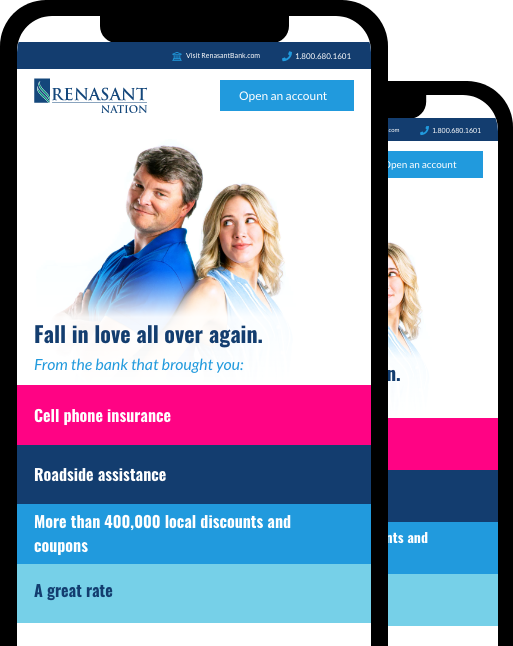 Visit RenasantBank.com 1.800.680.1601
RENASANT
NATION
Open an account
Fall in love all over again.
From the bank that brought you:
Cell phone insurance
Roadside assistance
More than 400,000 local discounts and
coupons
A great rate
.com 1.800.680.1601
Open an account
n.
nts and